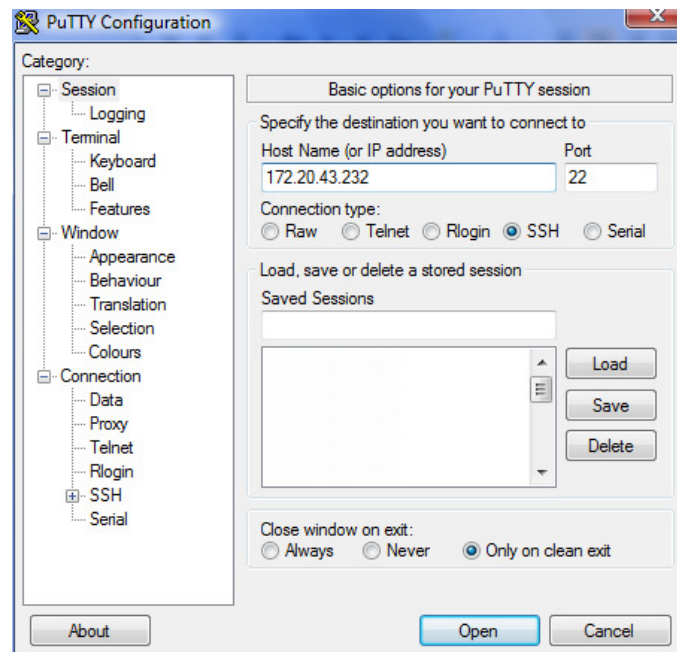 PuTTY Configuration
Category:
Session
Logging
Terminal
Keyboard
Bell
Features
Window
Appearance
Behaviour
Translation
Selection
Colours
Connection
Data
Proxy
Telnet
Rlogin
SSH
Serial
Basic options for your PuTTY session
Specify the destination you want to connect to
Host Name (or IP address) Port
172.20.43.232 22
Connection type:
Raw Telnet Rlogin SSH Serial
Load, save or delete a stored session
Saved Sessions
Load
Save
Delete
Close window on exit:
Always Never Only on clean exit
About Open Cancel